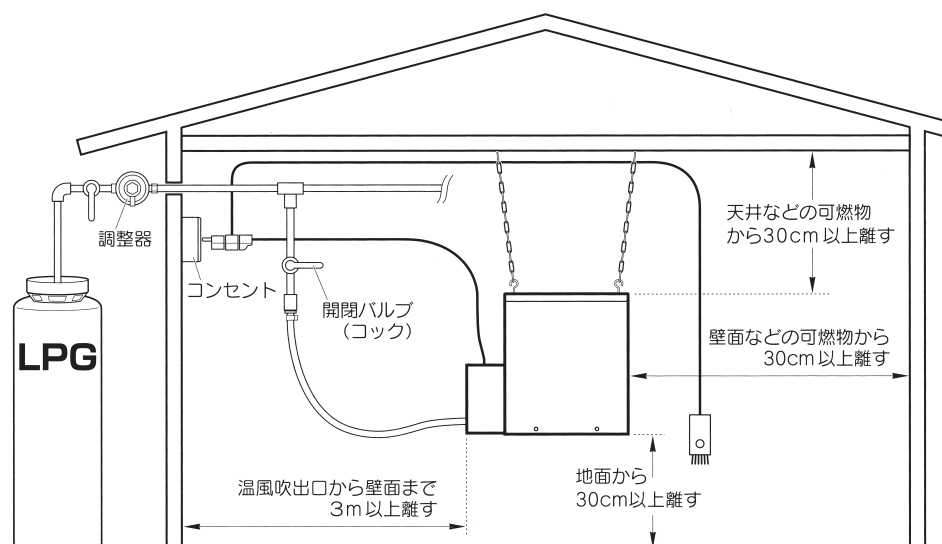 天井などの可燃物
から30cm以上離す
調整器
コンセント
開閉バルブ
（コック）
LPG
壁面などの可燃物から
30cm以上離す
温風吹出口から壁面まで
3m以上離す
地面から
30cm以上離す